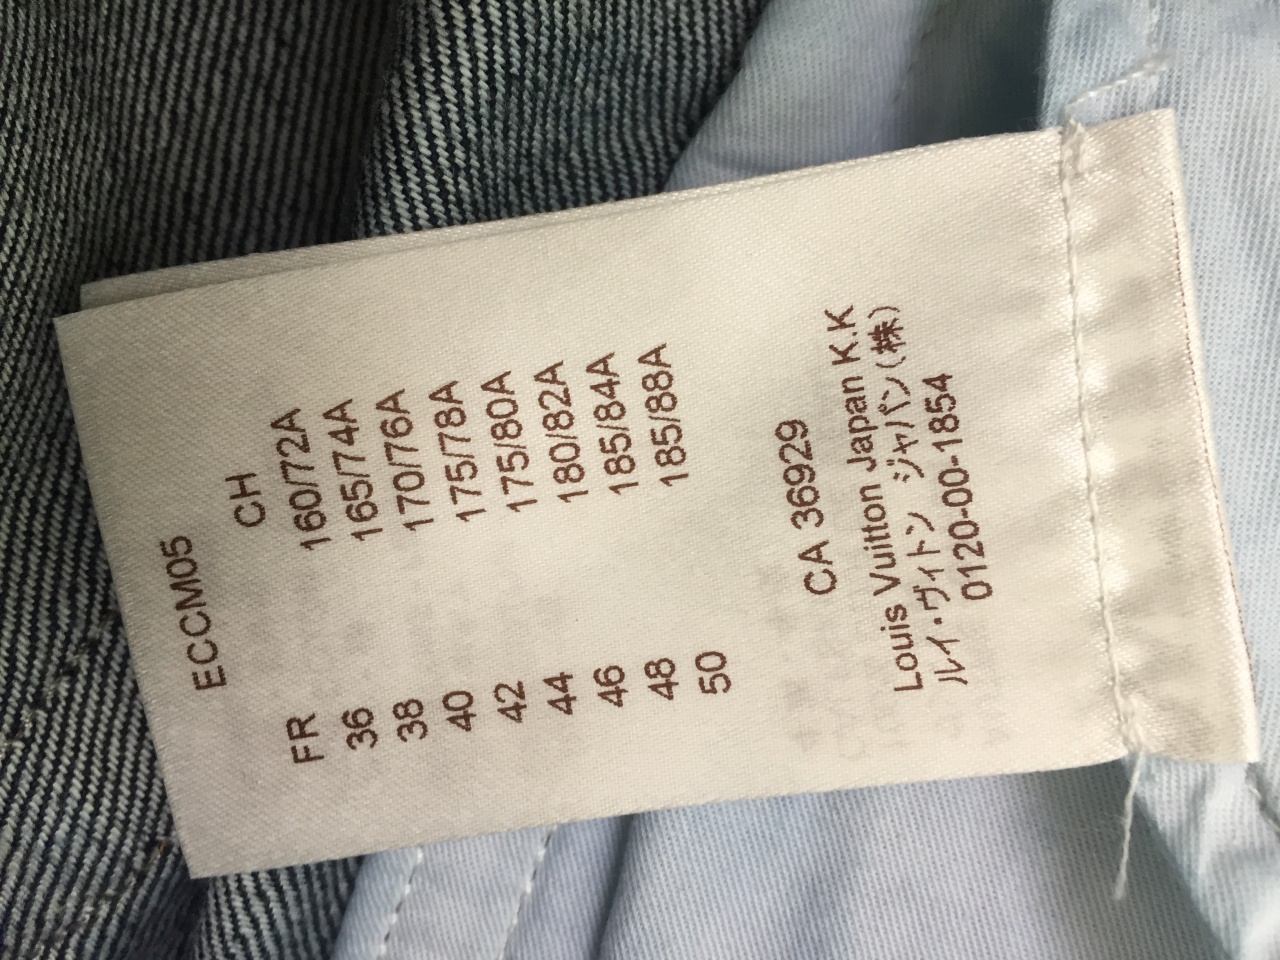 ECCM05
FR CH
36 160/72A
38 165/74A
40 170/76A
42 175/78A
44 175/80A
46 180/82A
48 185/84A
50 185/88A
CA 36929
Louis Vuitton Japan K.K
ルイ・ヴィトン ジャパン(株)
0120-00-1854